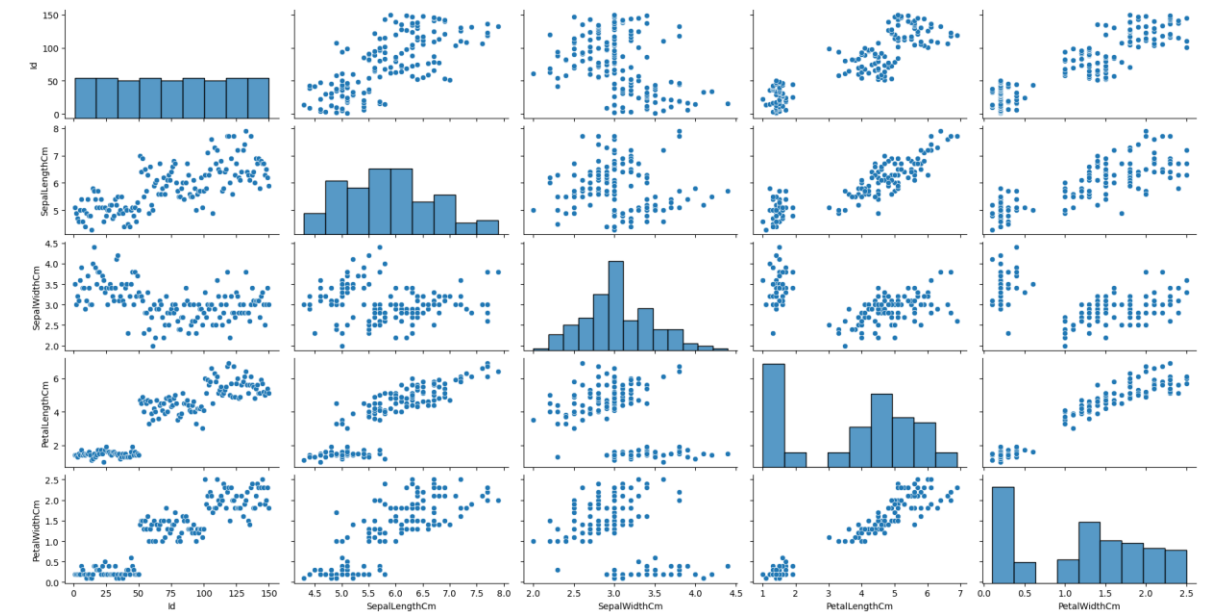 150
100
50
0
Id
8
7
6
5
SepalLengthCm
4.5
4.0
3.5
3.0
2.5
2.0
SepalWidthCm
6
4
2
PetalLengthCm
2.5
2.0
1.5
1.0
0.5
0.0
PetalWidthCm
0 25 50 75 100 125 150
4.5 5.0 5.5 6.0 6.5 7.0 7.5 8.0
2.0 2.5 3.0 3.5 4.0 4.5
1 2 3 4 5 6 7
0.0 0.5 1.0 1.5 2.0 2.5
Id
SepalLengthCm
SepalWidthCm
PetalLengthCm
PetalWidthCm